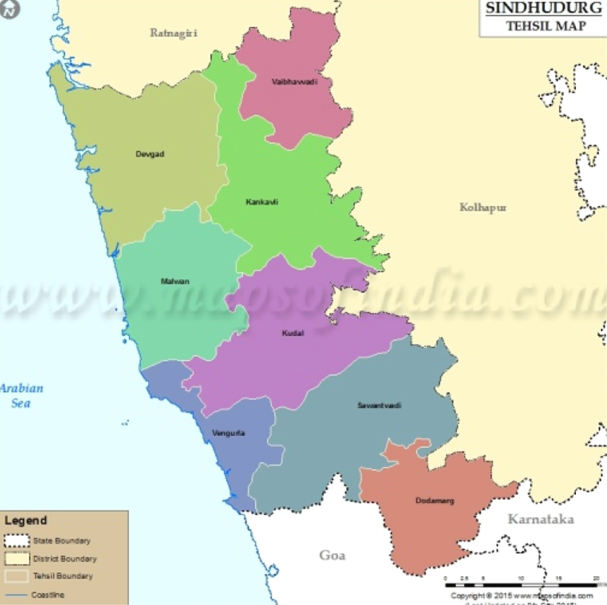 SINDHUDURG
TEHSIL MAP
Ratnagiri
Vaibhavvadi
Devgad
Kankavli
Kolhapur
Malwan
www.mapsofindia.com
Kudal
Arabian
Sea
Sawantvadi
Vengurla
Dodamarg
Karnataka
Goa
Legend
State Boundary
District Boundary
Tehsil Boundary
Coastline
0 2.5 5 10 15 20
Copyright © 2015 www.mapsofindia.com